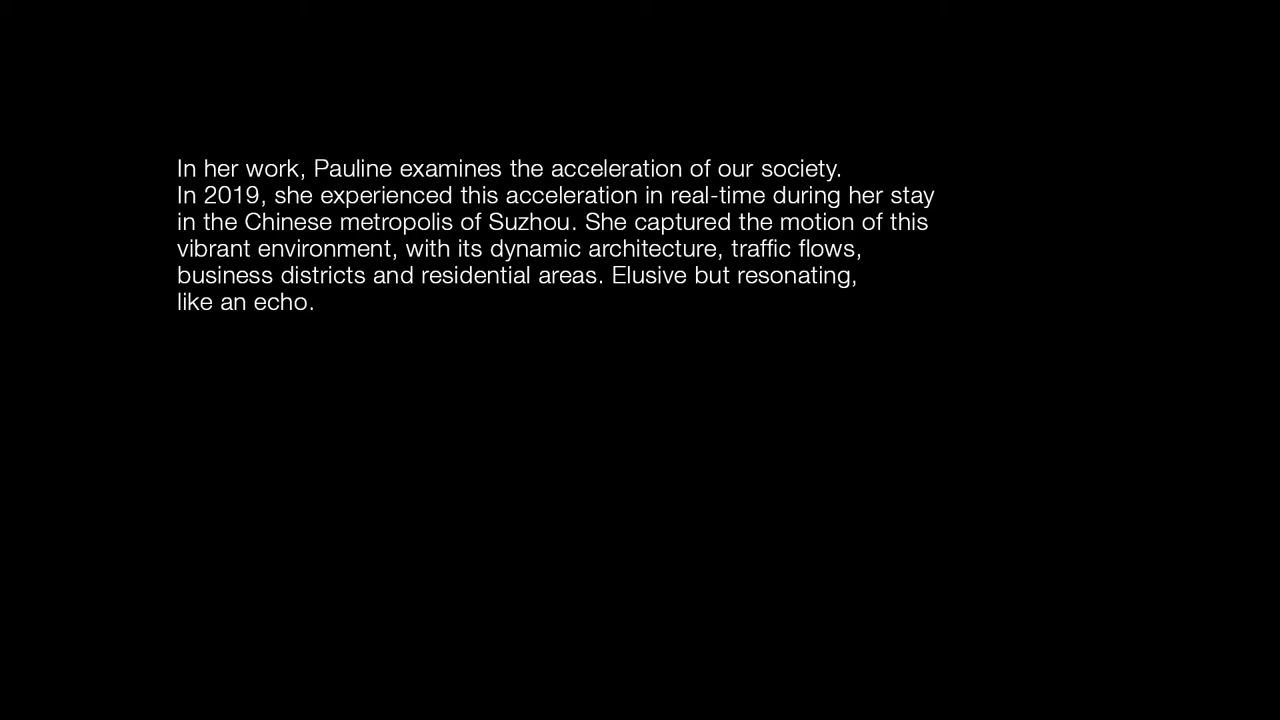 In her work, Pauline examines the acceleration of our society.
In 2019, she experienced this acceleration in real-time during her stay
in the Chinese metropolis of Suzhou. She captured the motion of this
vibrant environment, with its dynamic architecture, traffic flows,
business districts and residential areas. Elusive but resonating,
like an echo.